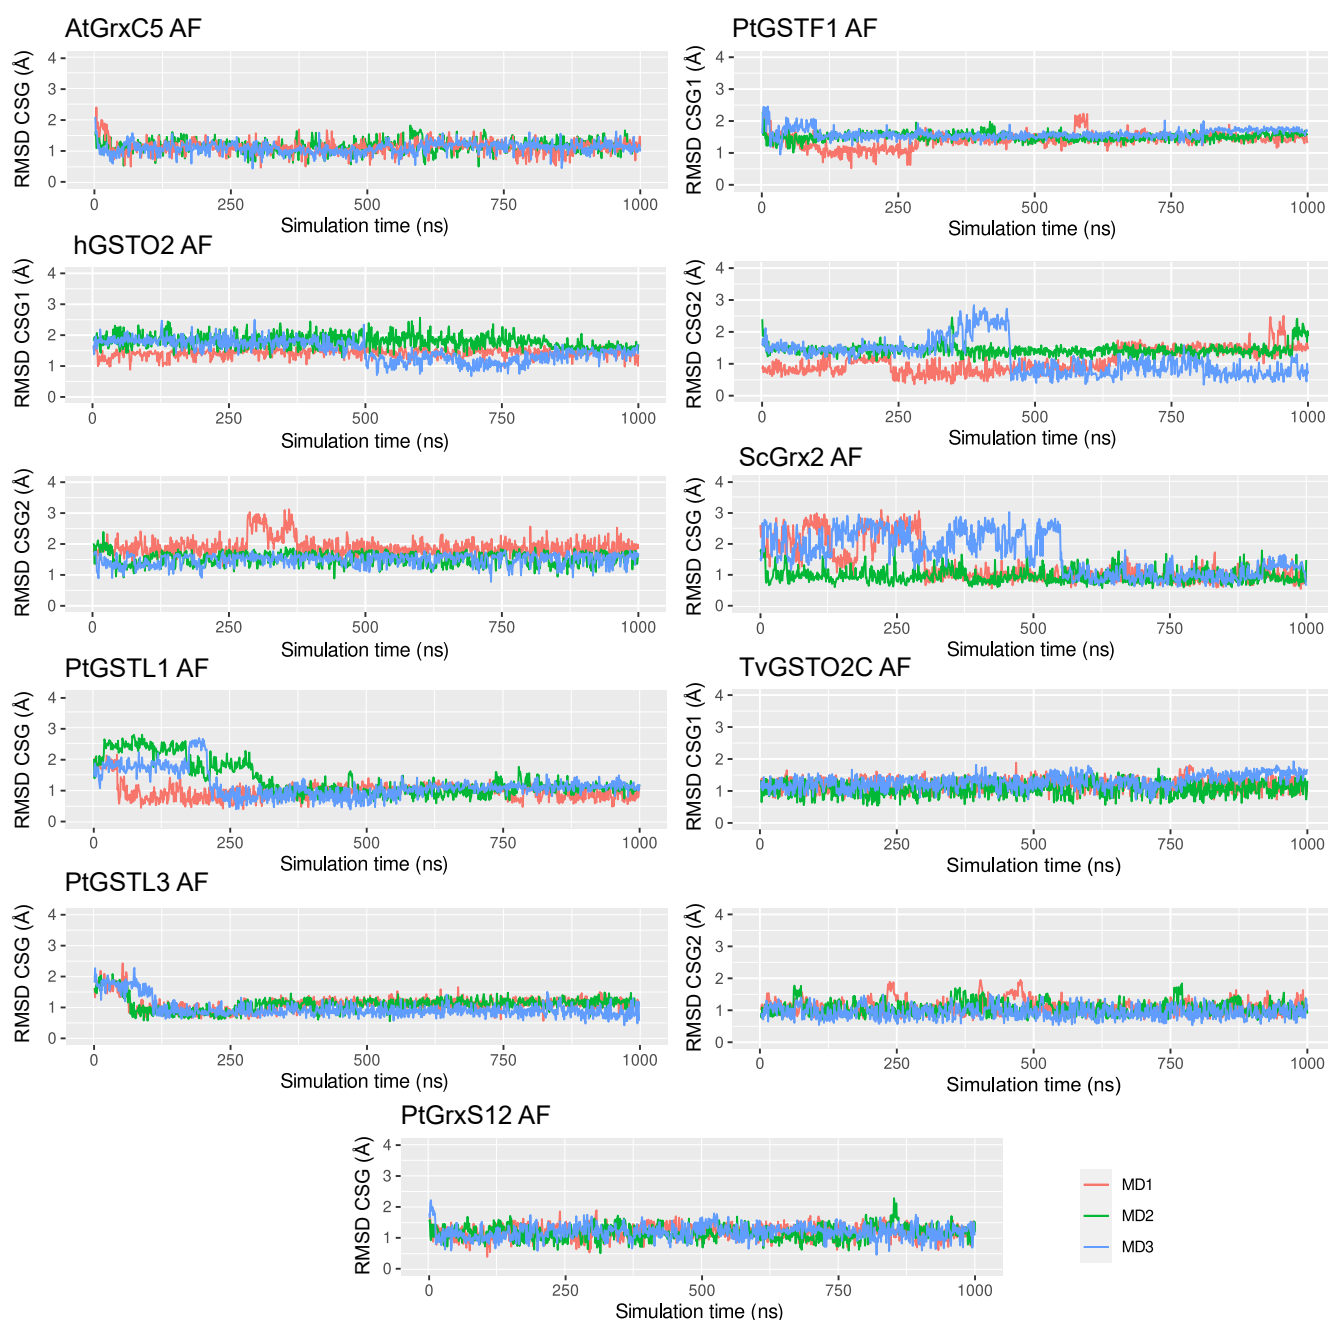 AtGrxC5 AF
RMSD CSG (Å)
4
3
2
1
0
0 250 500 750 1000
Simulation time (ns)
PtGSTF1 AF
RMSD CSG1 (Å)
4
3
2
1
0
0 250 500 750 1000
Simulation time (ns)
hGSTO2 AF
RMSD CSG1 (Å)
4
3
2
1
0
0 250 500 750 1000
Simulation time (ns)
RMSD CSG2 (Å)
4
3
2
1
0
0 250 500 750 1000
Simulation time (ns)
RMSD CSG2 (Å)
4
3
2
1
0
0 250 500 750 1000
Simulation time (ns)
ScGrx2 AF
RMSD CSG (Å)
4
3
2
1
0
0 250 500 750 1000
Simulation time (ns)
PtGSTL1 AF
RMSD CSG (Å)
4
3
2
1
0
0 250 500 750 1000
Simulation time (ns)
TvGSTO2C AF
RMSD CSG1 (Å)
4
3
2
1
0
0 250 500 750 1000
Simulation time (ns)
PtGSTL3 AF
RMSD CSG (Å)
4
3
2
1
0
0 250 500 750 1000
Simulation time (ns)
RMSD CSG2 (Å)
4
3
2
1
0
0 250 500 750 1000
Simulation time (ns)
PtGrxS12 AF
RMSD CSG (Å)
4
3
2
1
0
0 250 500 750 1000
Simulation time (ns)
MD1
MD2
MD3